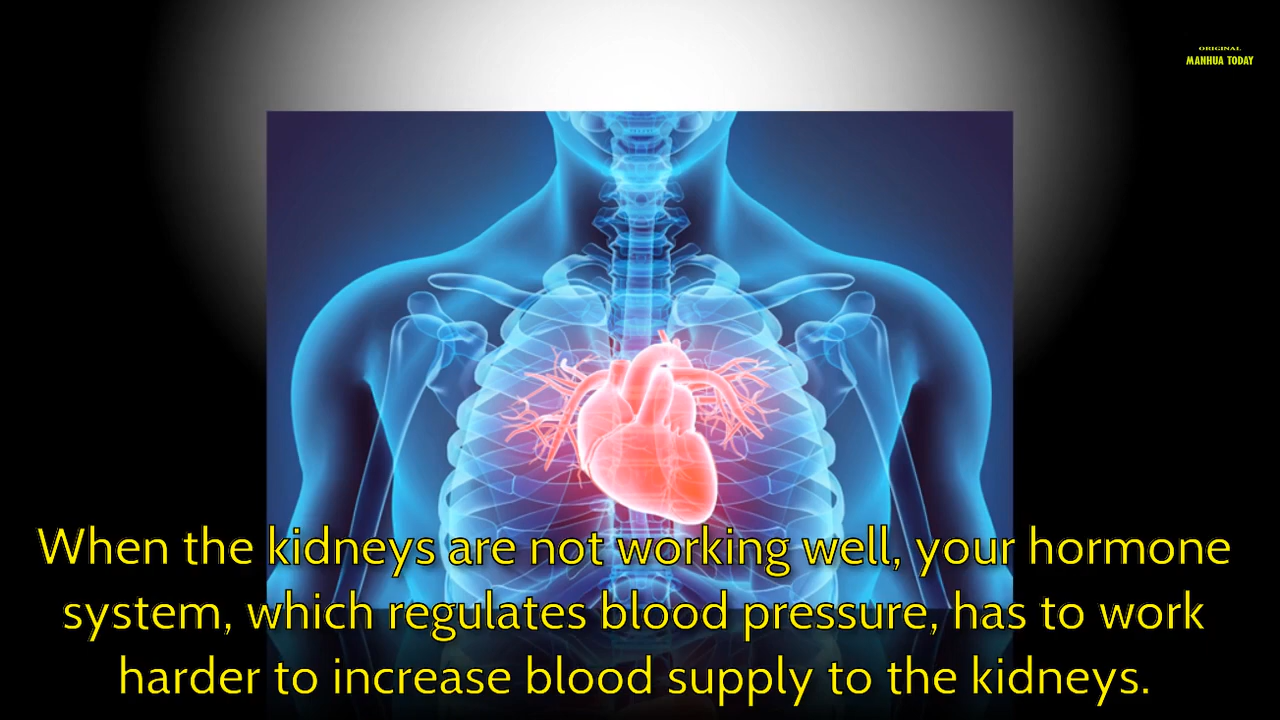 ORIGINAL
MANHUA TODAY
When the kidneys are not working well, your hormone
system, which regulates blood pressure, has to work
harder to increase blood supply to the kidneys.